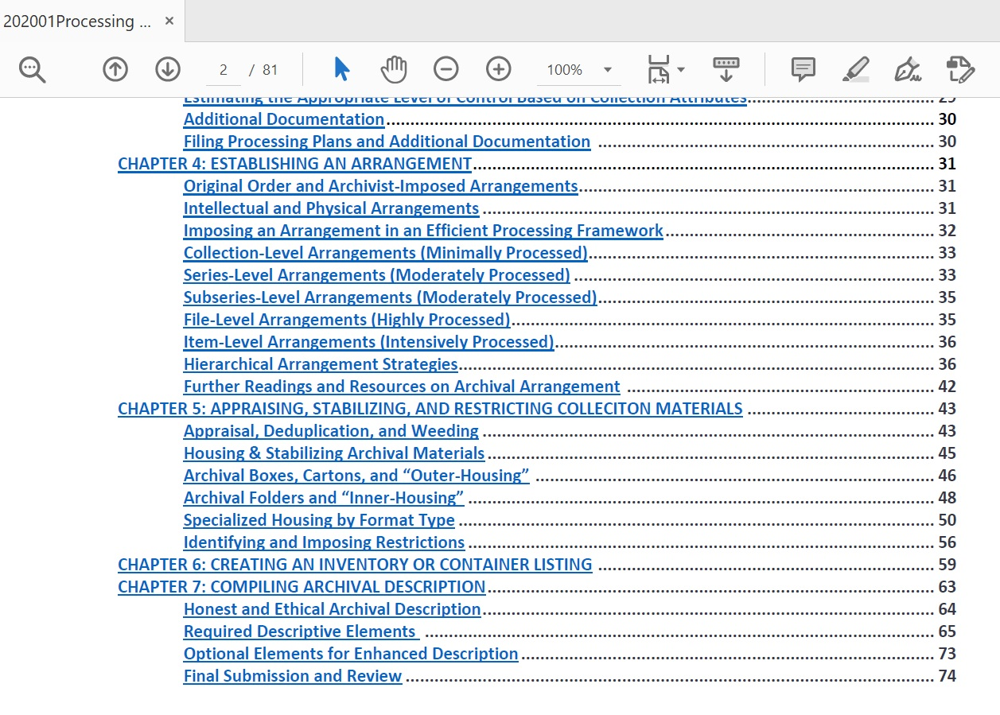 202001Processing ... ×
2 / 81 100%
Estimating the Appropriate Level of Control Based on Collection Attributes.................... 29
Additional Documentation.................... 30
Filing Processing Plans and Additional Documentation .................... 30
CHAPTER 4: ESTABLISHING AN ARRANGEMENT.................... 31
Original Order and Archivist-Imposed Arrangements.................... 31
Intellectual and Physical Arrangements .................... 31
Imposing an Arrangement in an Efficient Processing Framework.................... 32
Collection-Level Arrangements (Minimally Processed).................... 33
Series-Level Arrangements (Moderately Processed) .................... 33
Subseries-Level Arrangements (Moderately Processed).................... 35
File-Level Arrangements (Highly Processed).................... 35
Item-Level Arrangements (Intensively Processed).................... 36
Hierarchical Arrangement Strategies.................... 36
Further Readings and Resources on Archival Arrangement .................... 42
CHAPTER 5: APPRAISING, STABILIZING, AND RESTRICTING COLLECITON MATERIALS .................... 43
Appraisal, Deduplication, and Weeding .................... 43
Housing & Stabilizing Archival Materials .................... 45
Archival Boxes, Cartons, and “Outer-Housing” .................... 46
Archival Folders and “Inner-Housing” .................... 48
Specialized Housing by Format Type .................... 50
Identifying and Imposing Restrictions .................... 56
CHAPTER 6: CREATING AN INVENTORY OR CONTAINER LISTING .................... 59
CHAPTER 7: COMPILING ARCHIVAL DESCRIPTION.................... 63
Honest and Ethical Archival Description.................... 64
Required Descriptive Elements .................... 65
Optional Elements for Enhanced Description .................... 73
Final Submission and Review .................... 74